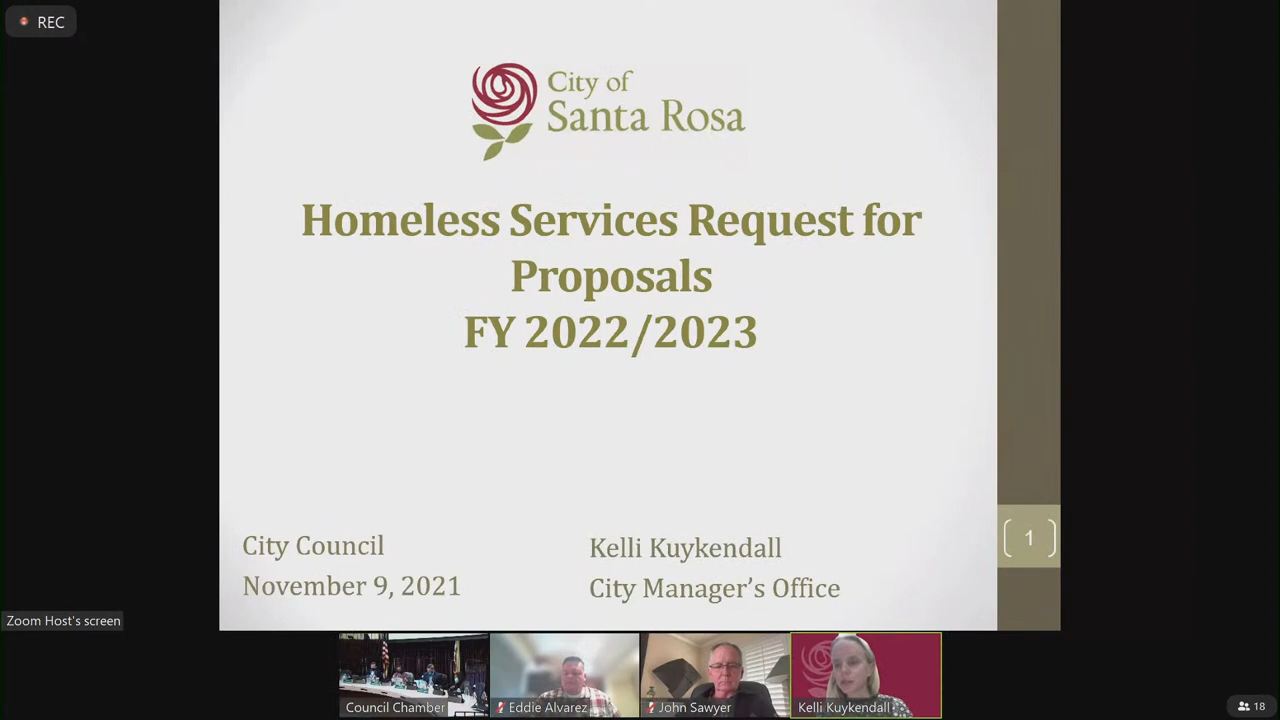 REC
City of
Santa Rosa
Homeless Services Request for
Proposals
FY 2022/2023
City Council
November 9, 2021
Kelli Kuykendall
City Manager's Office
1
Zoom Host's screen
Council Chamber
Eddie Alvarez
John Sawyer
Kelli Kuykendall
18